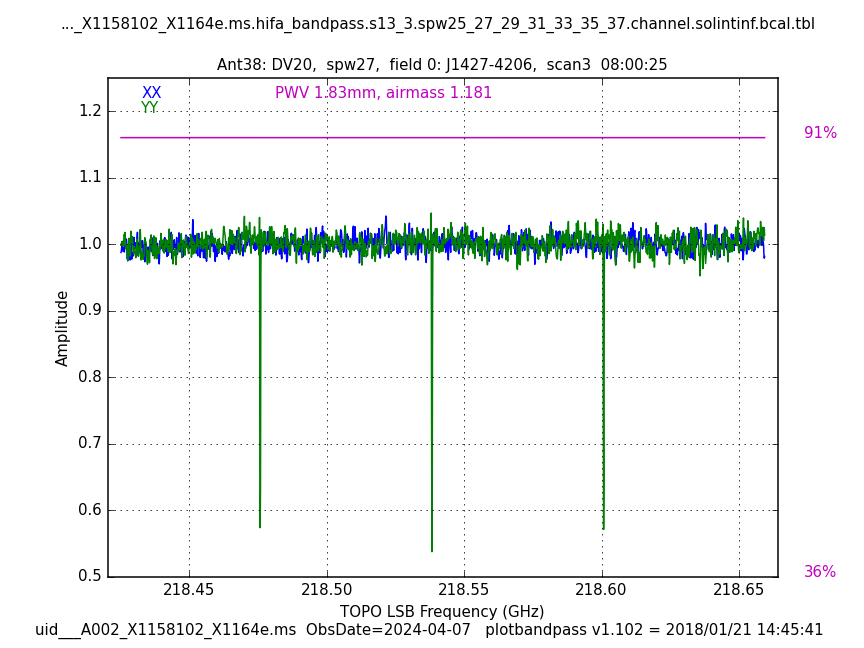 ..._X1158102_X1164e.ms.hifa_bandpass.s13_3.spw25_27_29_31_33_35_37.channel.solintinf.bcal.tbl
Ant38: DV20,  spw27,  field 0: J1427-4206,  scan3  08:00:25
XX
YY
PWV 1.83mm, airmass 1.181
91%
36%
1.2
1.1
1.0
0.9
0.8
0.7
0.6
0.5
Amplitude
218.45
218.50
218.55
218.60
218.65
TOPO LSB Frequency (GHz)
uid___A002_X1158102_X1164e.ms  ObsDate=2024-04-07   plotbandpass v1.102 = 2018/01/21 14:45:41